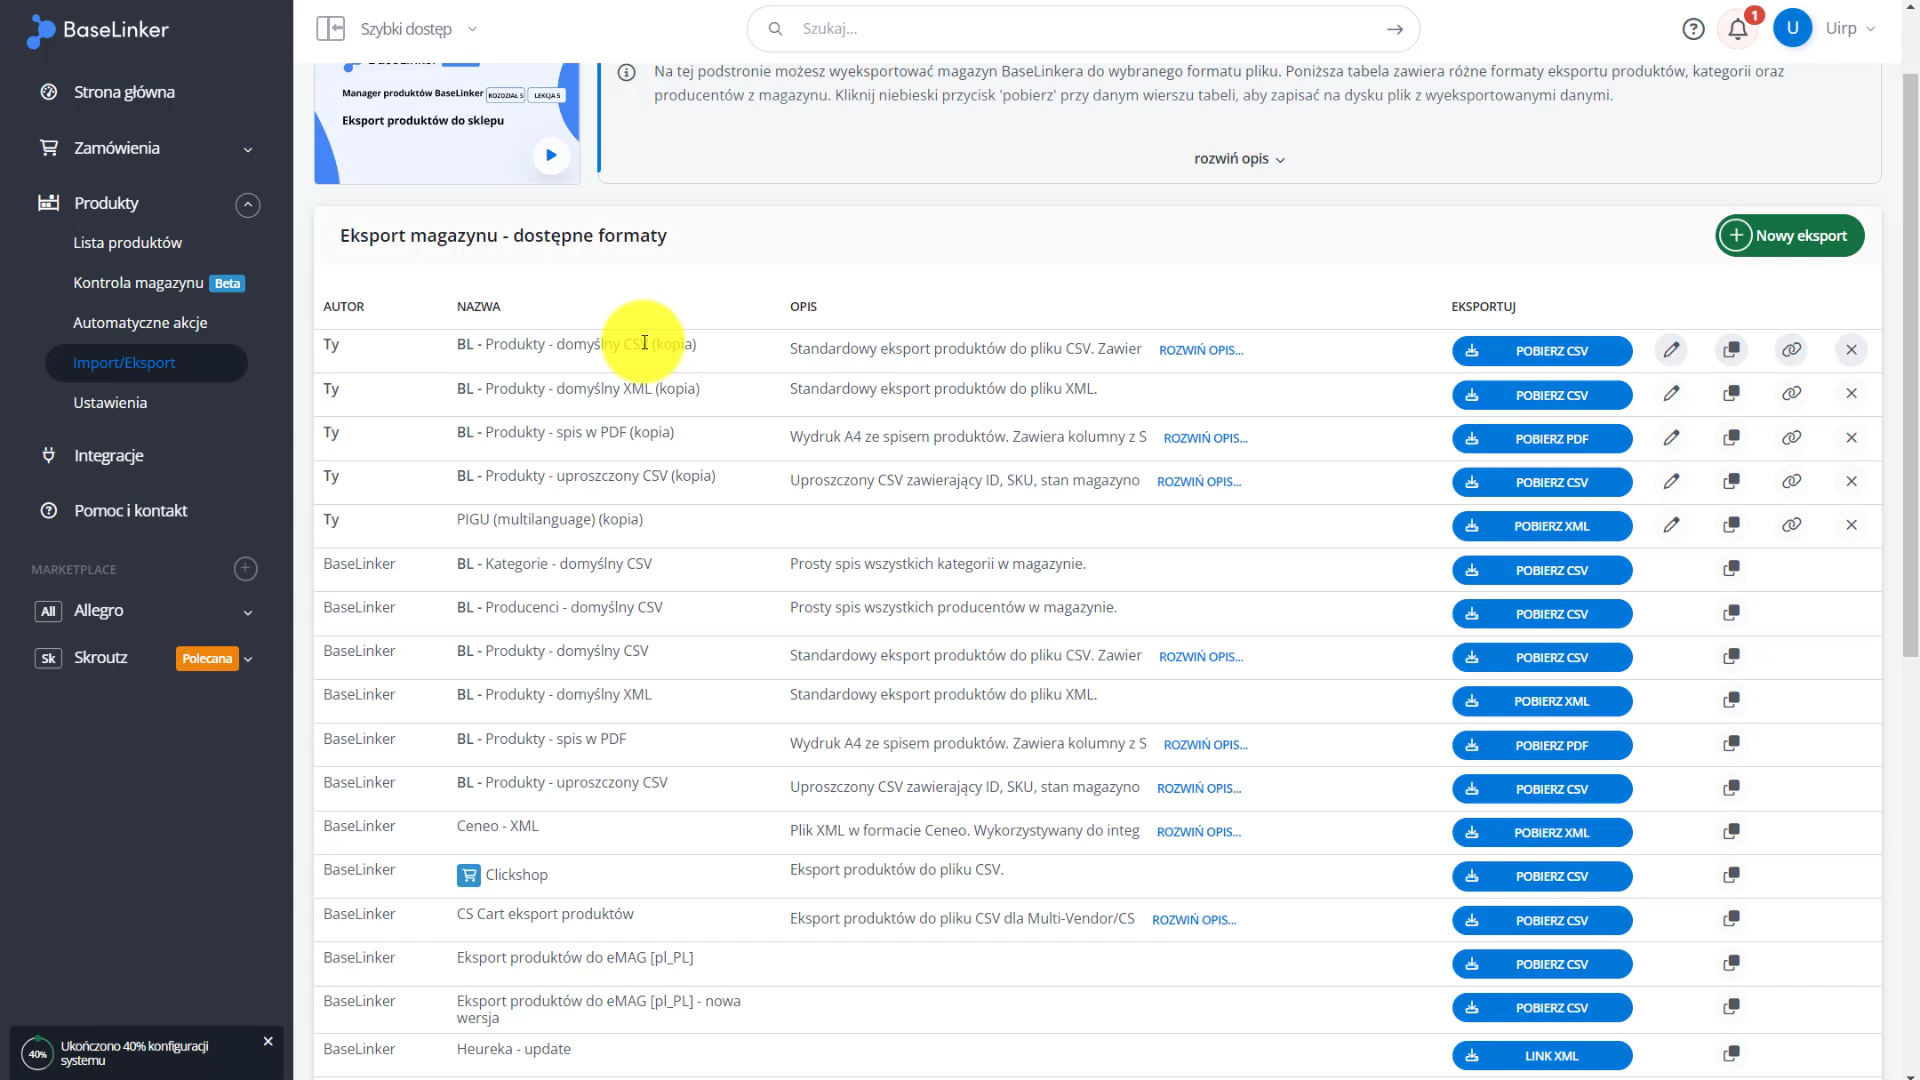 BaseLinker
Szybki dostęp
Szukaj...
1
U
Uirp
Strona główna
Zamówienia
Produkty
Lista produktów
Kontrola magazynu Beta
Automatyczne akcje
Import/Eksport
Ustawienia
Integracje
Pomoc i kontakt
MARKETPLACE
All Allegro
Sk Skroutz Polecana
40% Ukończono 40% konfiguracji
systemu
Manager produktów BaseLinker ROZDZIAŁ 5 LEKCJA 5
Eksport produktów do sklepu
Na tej podstronie możesz wyeksportować magazyn BaseLinkera do wybranego formatu pliku. Poniższa tabela zawiera różne formaty eksportu produktów, kategorii oraz
producentów z magazynu. Kliknij niebieski przycisk 'pobierz' przy danym wierszu tabeli, aby zapisać na dysku plik z wyeksportowanymi danymi.
rozwiń opis
Eksport magazynu - dostępne formaty
Nowy eksport
AUTOR NAZWA OPIS EKSPORTUJ
Ty BL - Produkty - domyślny CSV (kopia) Standardowy eksport produktów do pliku CSV. Zawier ROZWIŃ OPIS... POBIERZ CSV
Ty BL - Produkty - domyślny XML (kopia) Standardowy eksport produktów do pliku XML. POBIERZ CSV
Ty BL - Produkty - spis w PDF (kopia) Wydruk A4 ze spisem produktów. Zawiera kolumny z S ROZWIŃ OPIS... POBIERZ PDF
Ty BL - Produkty - uproszczony CSV (kopia) Uproszczony CSV zawierający ID, SKU, stan magazyno ROZWIŃ OPIS... POBIERZ CSV
Ty PIGU (multilanguage) (kopia) POBIERZ XML
BaseLinker BL - Kategorie - domyślny CSV Prosty spis wszystkich kategorii w magazynie. POBIERZ CSV
BaseLinker BL - Producenci - domyślny CSV Prosty spis wszystkich producentów w magazynie. POBIERZ CSV
BaseLinker BL - Produkty - domyślny CSV Standardowy eksport produktów do pliku CSV. Zawier ROZWIŃ OPIS... POBIERZ CSV
BaseLinker BL - Produkty - domyślny XML Standardowy eksport produktów do pliku XML. POBIERZ XML
BaseLinker BL - Produkty - spis w PDF Wydruk A4 ze spisem produktów. Zawiera kolumny z S ROZWIŃ OPIS... POBIERZ PDF
BaseLinker BL - Produkty - uproszczony CSV Uproszczony CSV zawierający ID, SKU, stan magazyno ROZWIŃ OPIS... POBIERZ CSV
BaseLinker Ceneo - XML Plik XML w formacie Ceneo. Wykorzystywany do integ ROZWIŃ OPIS... POBIERZ XML
BaseLinker Clickshop Eksport produktów do pliku CSV. POBIERZ CSV
BaseLinker CS Cart eksport produktów Eksport produktów do pliku CSV dla Multi-Vendor/CS ROZWIŃ OPIS... POBIERZ CSV
BaseLinker Eksport produktów do eMAG [pl_PL] POBIERZ CSV
BaseLinker Eksport produktów do eMAG [pl_PL] - nowa POBIERZ CSV
wersja
BaseLinker Heureka - update LINK XML